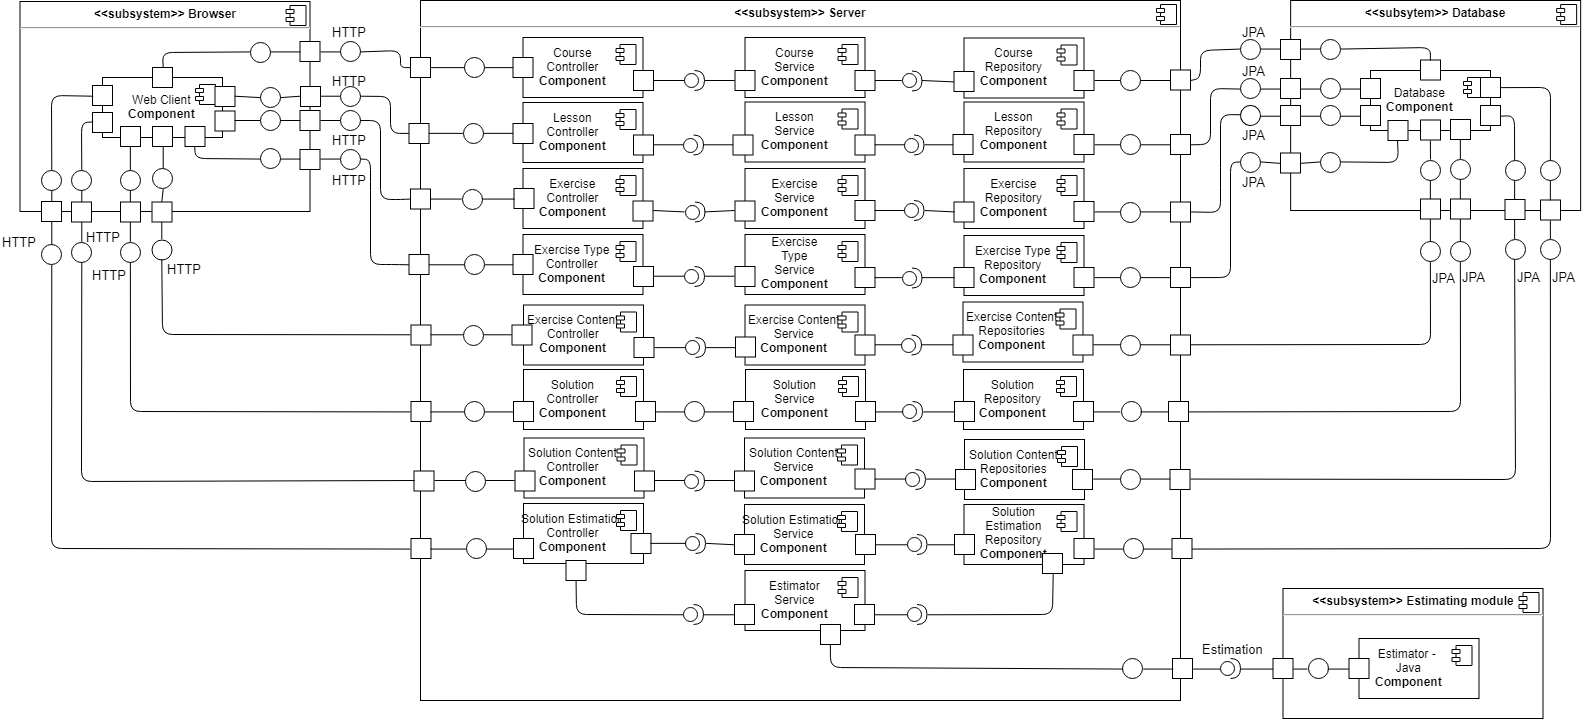 <<subsystem>> Browser
HTTP
HTTP
HTTP
HTTP
Web Client
Component
HTTP
HTTP
HTTP
HTTP
<<subsystem>> Server
Course
Controller
Component
Course
Service
Component
Course
Repository
Component
Lesson
Controller
Component
Lesson
Service
Component
Lesson
Repository
Component
Exercise
Controller
Component
Exercise
Service
Component
Exercise
Repository
Component
Exercise Type
Controller
Component
Exercise
Type
Service
Component
Exercise Type
Repository
Component
Exercise Content
Controller
Component
Exercise Content
Service
Component
Exercise Content
Repositories
Component
Solution
Controller
Component
Solution
Service
Component
Solution
Repository
Component
Solution Content
Controller
Component
Solution Content
Service
Component
Solution Content
Repositories
Component
Solution Estimation
Controller
Component
Solution Estimation
Service
Component
Solution
Estimation
Repository
Component
Estimator
Service
Component
<<subsytem>> Database
JPA
JPA
JPA
JPA
Database
Component
JPA
JPA
JPA
JPA
Estimation
<<subsystem>> Estimating module
Estimator -
Java
Component